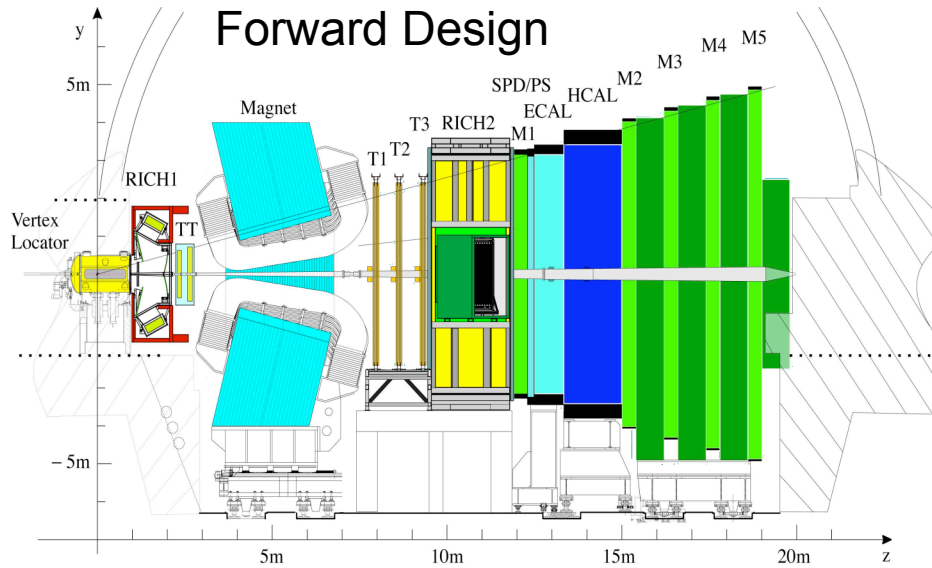 Forward Design
y
5m
Magnet
SPD/PS
ECAL
HCAL
M1
M2
M3
M4
M5
T1
T2
T3
RICH2
RICH1
TT
Vertex
Locator
− 5m
5m
10m
15m
20m
z